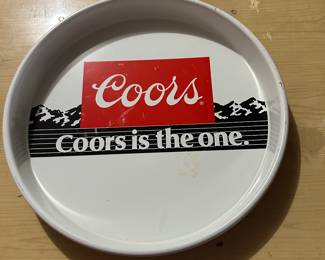 Coors
Coors is the one.